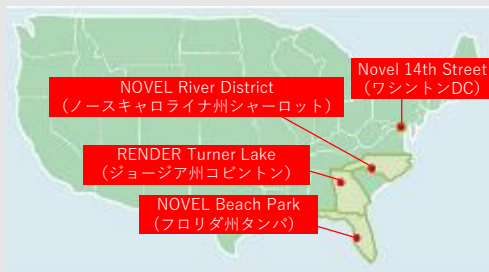 Novel 14th Street
（ワシントンDC）
NOVEL River District
（ノースキャロライナ州シャーロット）
RENDER Turner Lake
（ジョージア州コビントン）
NOVEL Beach Park
（フロリダ州タンパ）